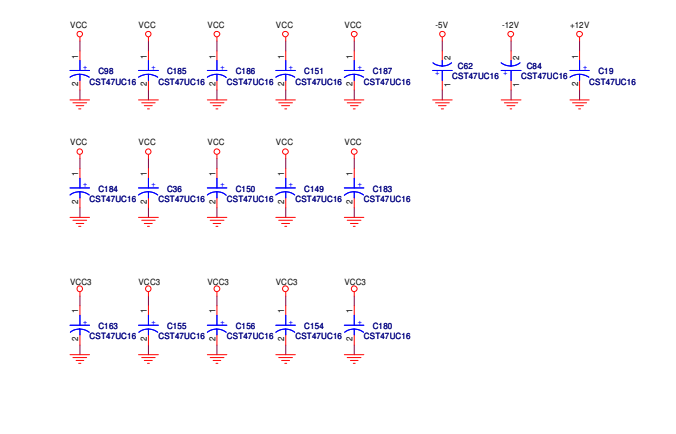 VCC VCC VCC VCC VCC -5V -12V +12V
1 1 1 1 1 2 2 1
C98 C185 C186 C151 C187 C62 C84 C19
CST47UC16 CST47UC16 CST47UC16 CST47UC16 CST47UC16 CST47UC16 CST47UC16 CST47UC16
2 2 2 2 2 1 1 2
VCC VCC VCC VCC VCC
1 1 1 1 1
C184 C36 C150 C149 C183
CST47UC16 CST47UC16 CST47UC16 CST47UC16 CST47UC16
2 2 2 2 2
VCC3 VCC3 VCC3 VCC3 VCC3
1 1 1 1 1
C163 C155 C156 C154 C180
CST47UC16 CST47UC16 CST47UC16 CST47UC16 CST47UC16
2 2 2 2 2